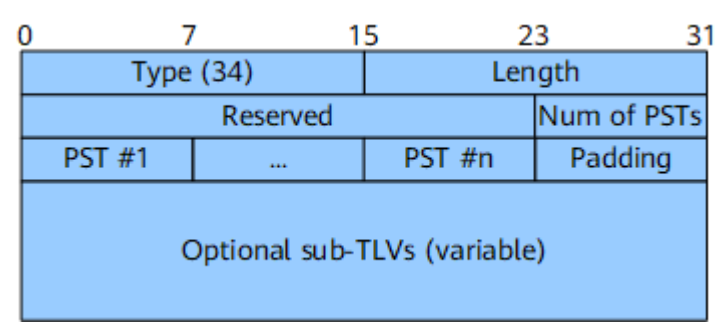 0 7 15 23 31
Type (34) Length
Reserved Num of PSTs
PST #1 ... PST #n Padding
Optional sub-TLVs (variable)